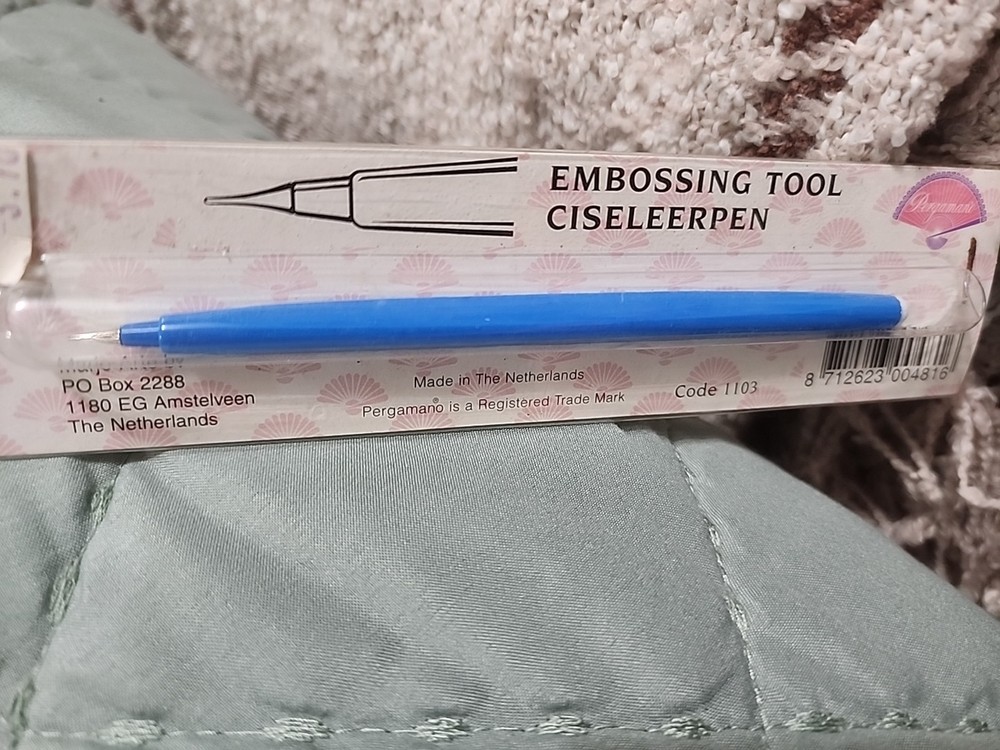 EMBOSSING TOOL
CISELEERPEN
Pergamano
PO Box 2288
1180 EG Amstelveen
The Netherlands
Made in The Netherlands
Pergamano® is a Registered Trade Mark
Code 1103
8 712623 004816